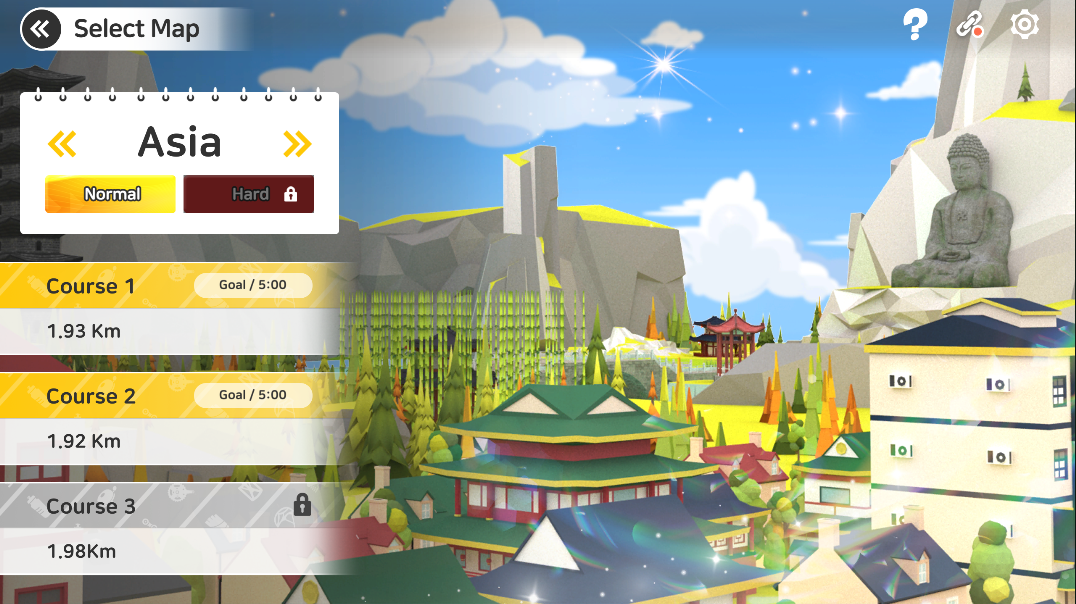 Select Map
Asia
Normal
Hard
Course 1
Goal / 5:00
1.93 Km
Course 2
Goal / 5:00
1.92 Km
Course 3
1.98Km